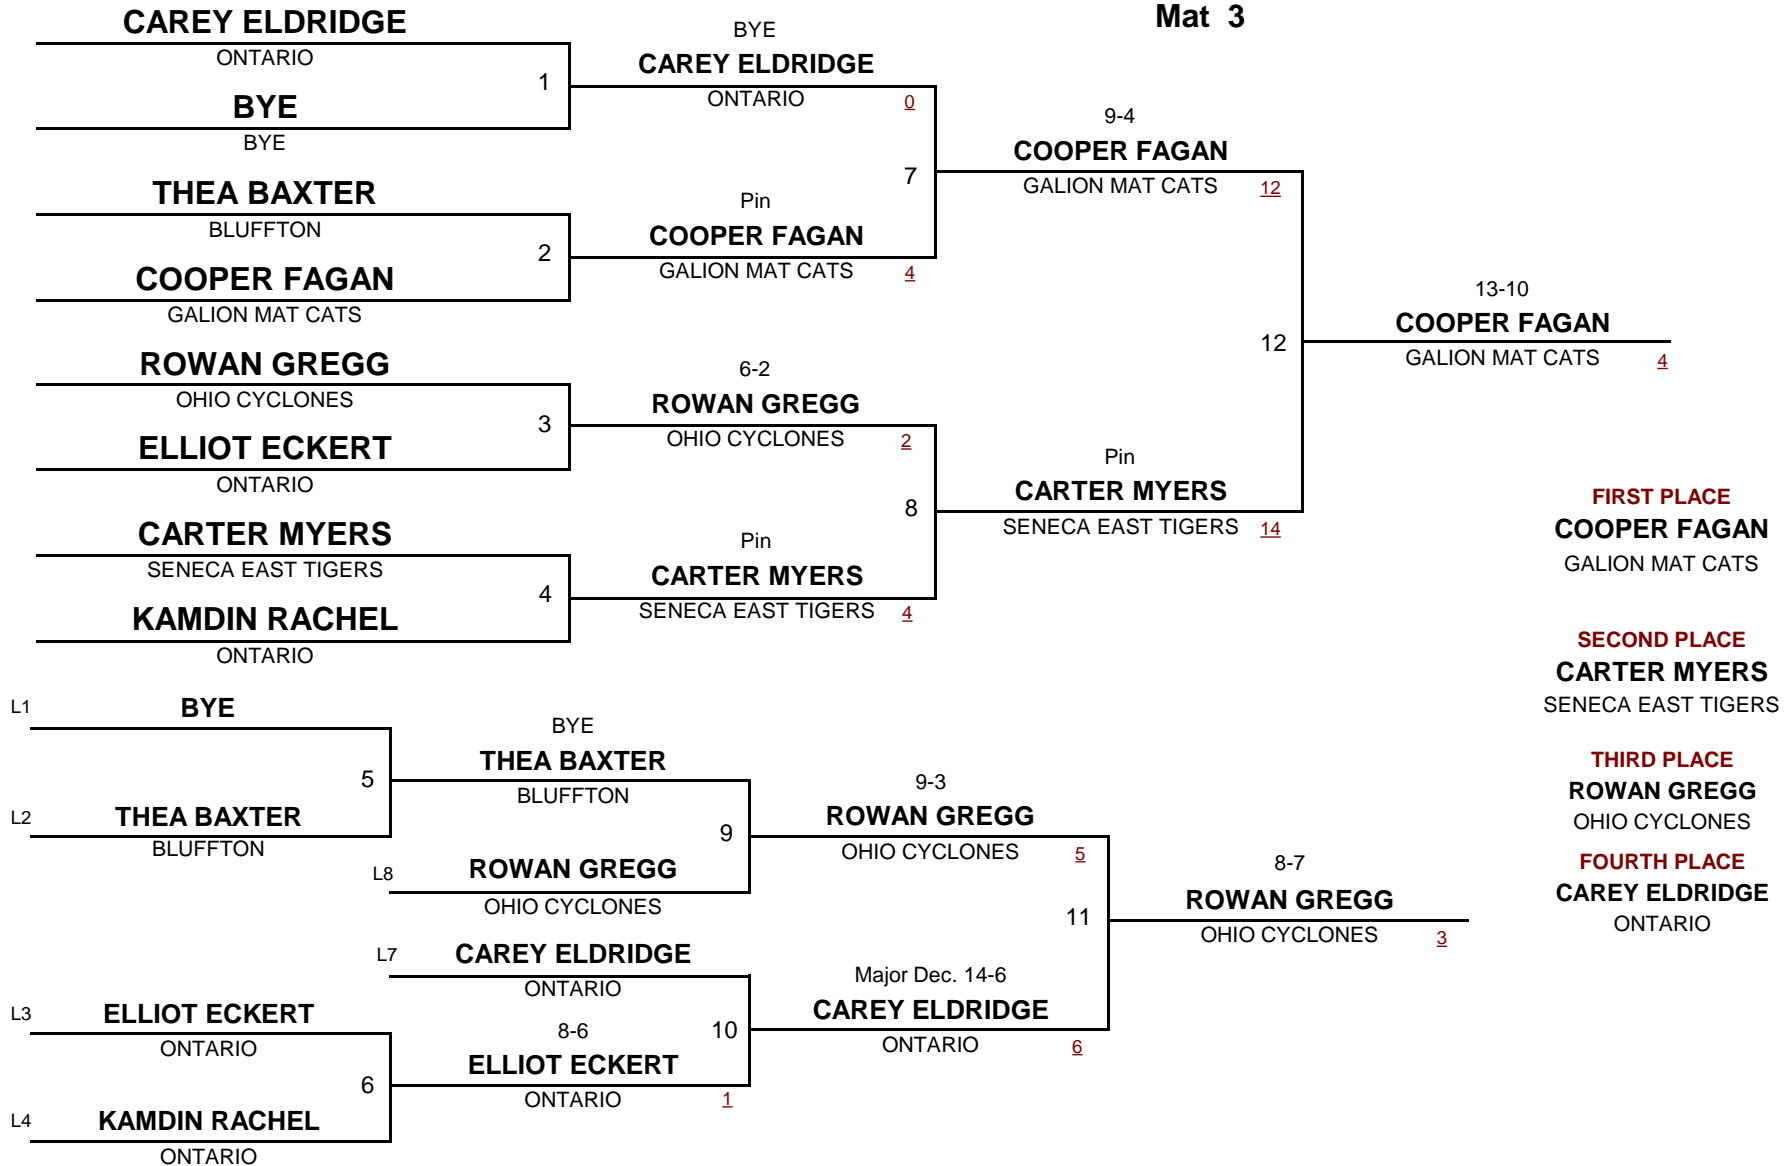 Mat 3
CAREY ELDRIDGE
ONTARIO
1
BYE
BYE
THEA BAXTER
BLUFFTON
2
COOPER FAGAN
GALION MAT CATS
ROWAN GREGG
OHIO CYCLONES
3
ELLIOT ECKERT
ONTARIO
CARTER MYERS
SENECA EAST TIGERS
4
KAMDIN RACHEL
ONTARIO
BYE
CAREY ELDRIDGE
ONTARIO 0
7
Pin
COOPER FAGAN
GALION MAT CATS 4
6-2
ROWAN GREGG
OHIO CYCLONES 2
8
Pin
CARTER MYERS
SENECA EAST TIGERS 4
9-4
COOPER FAGAN
GALION MAT CATS 12
12
Pin
CARTER MYERS
SENECA EAST TIGERS 14
13-10
COOPER FAGAN
GALION MAT CATS 4
FIRST PLACE
COOPER FAGAN
GALION MAT CATS
SECOND PLACE
CARTER MYERS
SENECA EAST TIGERS
THIRD PLACE
ROWAN GREGG
OHIO CYCLONES
FOURTH PLACE
CAREY ELDRIDGE
ONTARIO
L1 BYE
5
L2 THEA BAXTER
BLUFFTON
BYE
THEA BAXTER
BLUFFTON
9
L8 ROWAN GREGG
OHIO CYCLONES
L7 CAREY ELDRIDGE
ONTARIO
10
L3 ELLIOT ECKERT
ONTARIO
6
L4 KAMDIN RACHEL
ONTARIO
8-6
ELLIOT ECKERT
ONTARIO 1
9-3
ROWAN GREGG
OHIO CYCLONES 5
11
Major Dec. 14-6
CAREY ELDRIDGE
ONTARIO 6
8-7
ROWAN GREGG
OHIO CYCLONES 3